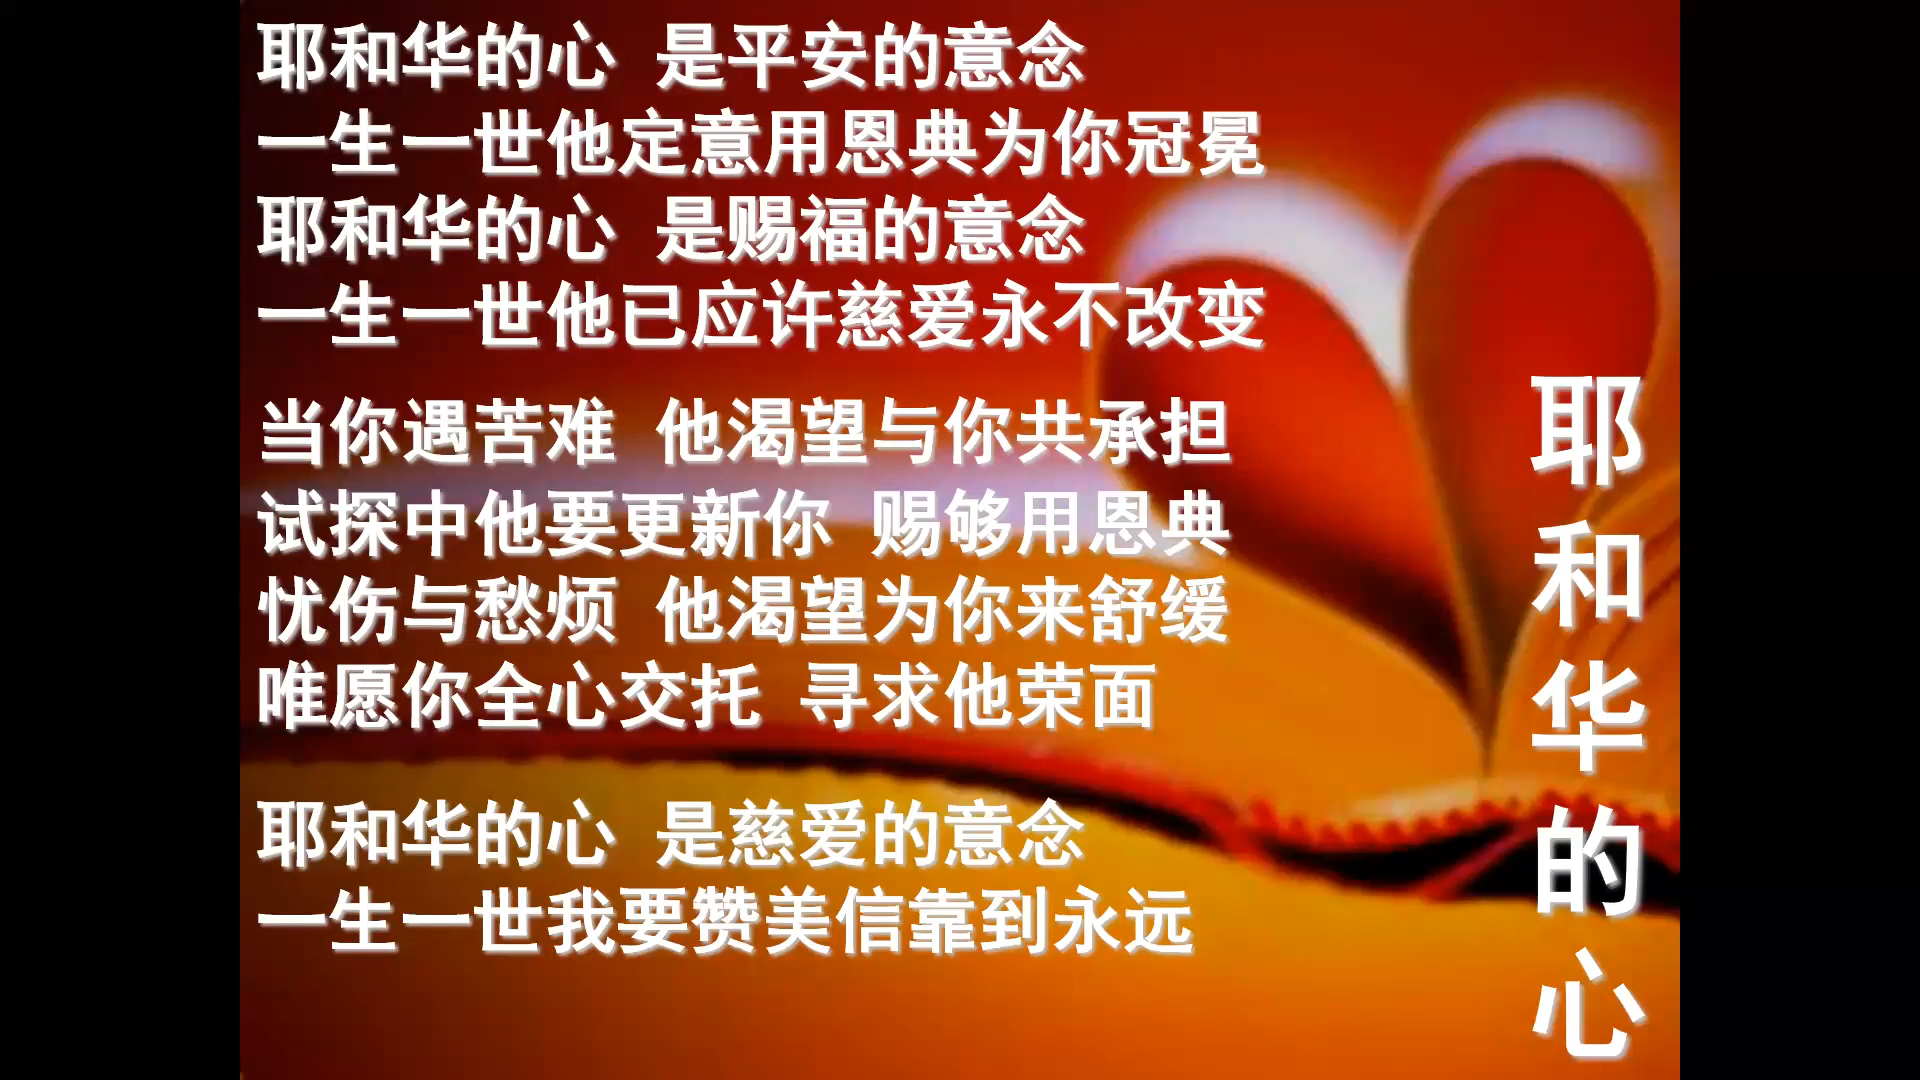 耶和华的心 是平安的意念
一生一世他定意用恩典为你冠冕
耶和华的心 是赐福的意念
一生一世他已应许慈爱永不改变
当你遇苦难 他渴望与你共承担
试探中他要更新你 赐够用恩典
忧伤与愁烦 他渴望为你来舒缓
唯愿你全心交托 寻求他荣面
耶和华的心 是慈爱的意念
一生一世我要赞美信靠到永远
耶和华的心